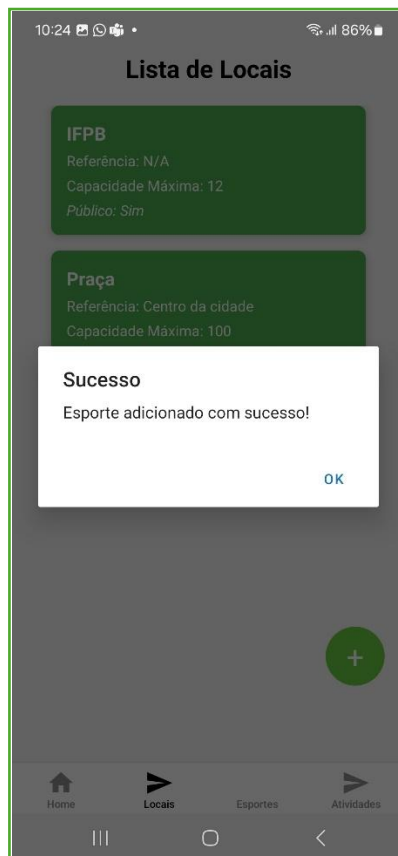 10:24
86%
Lista de Locais
IFPB
Referência: N/A
Capacidade Máxima: 12
Público: Sim
Praça
Referência: Centro da cidade
Capacidade Máxima: 100
Sucesso
Esporte adicionado com sucesso!
OK
+
Home Locais Esportes Atividades